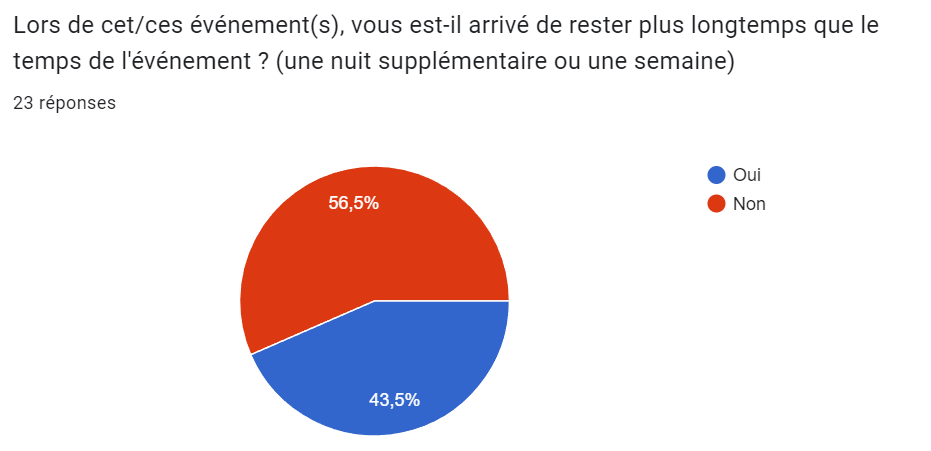 Lors de cet/ces événement(s), vous est-il arrivé de rester plus longtemps que le
temps de l'événement ? (une nuit supplémentaire ou une semaine)
23 réponses
56,5%
43,5%
Oui
Non